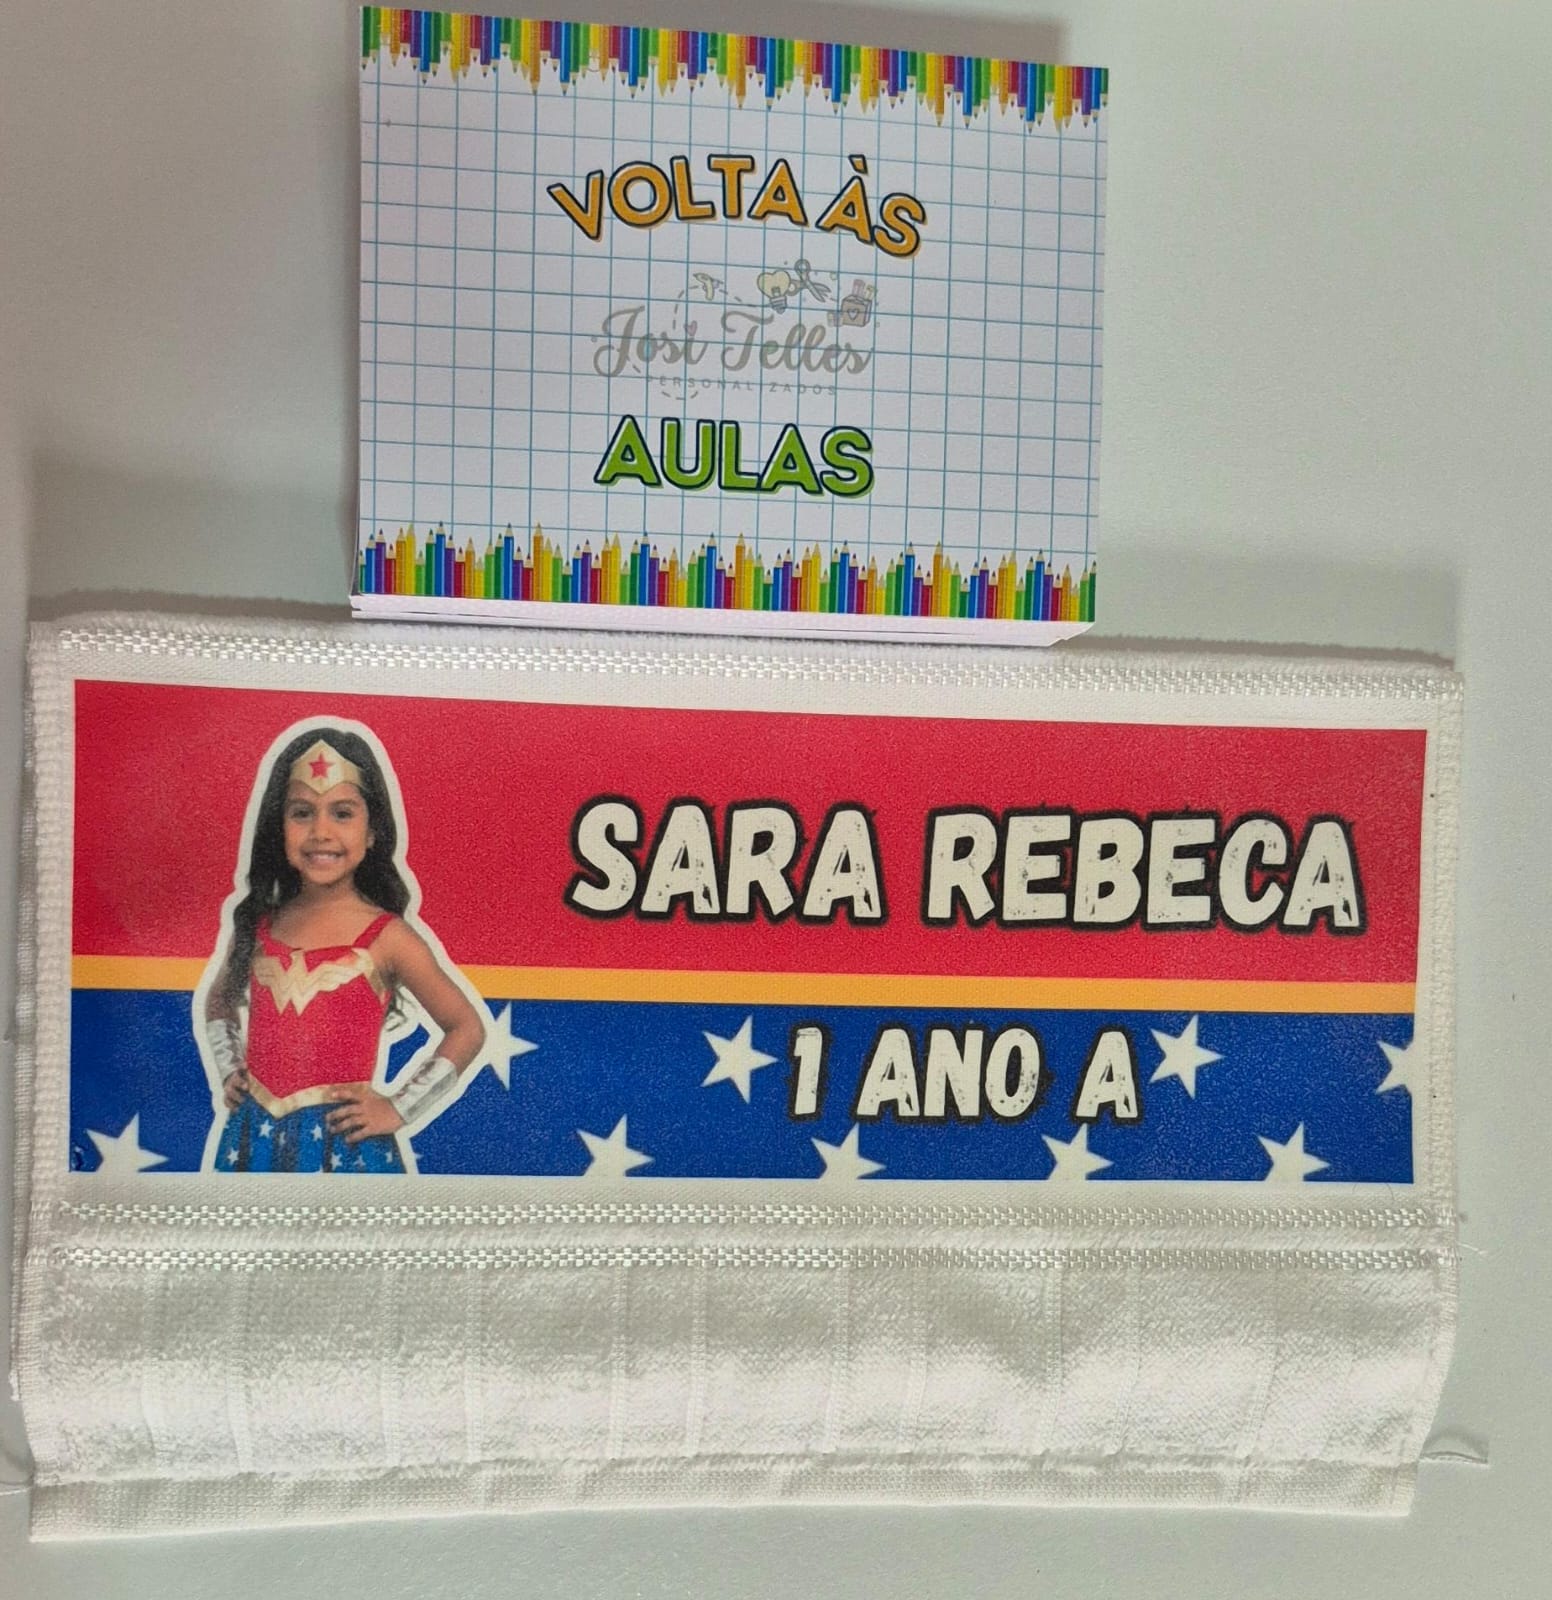 VOLTA ÀS
Josi Telles
PERSONALIZADOS
AULAS
SARA REBECA
1 ANO A